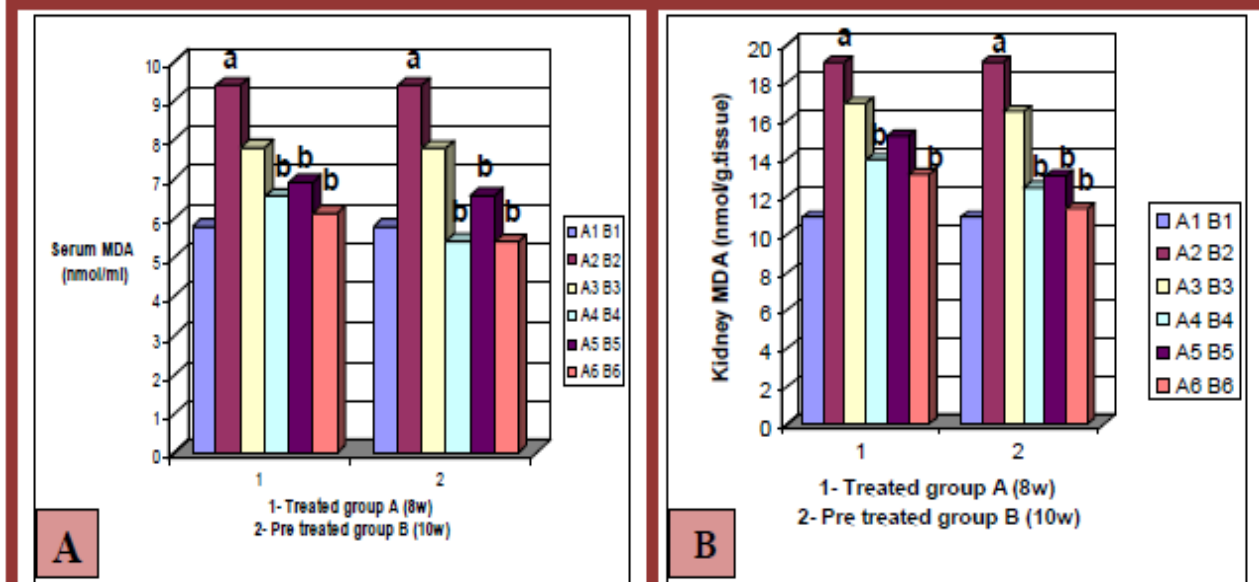 a
a
b
b
b
b
b
b
10
9
8
7
6
5
4
3
2
1
0
Serum MDA
(nmol/ml)
1
2
1- Treated group A (8w)
2- Pre treated group B (10w)
A1 B1
A2 B2
A3 B3
A4 B4
A5 B5
A6 B6
A
a
a
b
b
b
b
b
20
18
16
14
12
10
8
6
4
2
0
Kidney MDA (nmol/g.tissue)
1
2
1- Treated group A (8w)
2- Pre treated group B (10w)
A1 B1
A2 B2
A3 B3
A4 B4
A5 B5
A6 B6
B